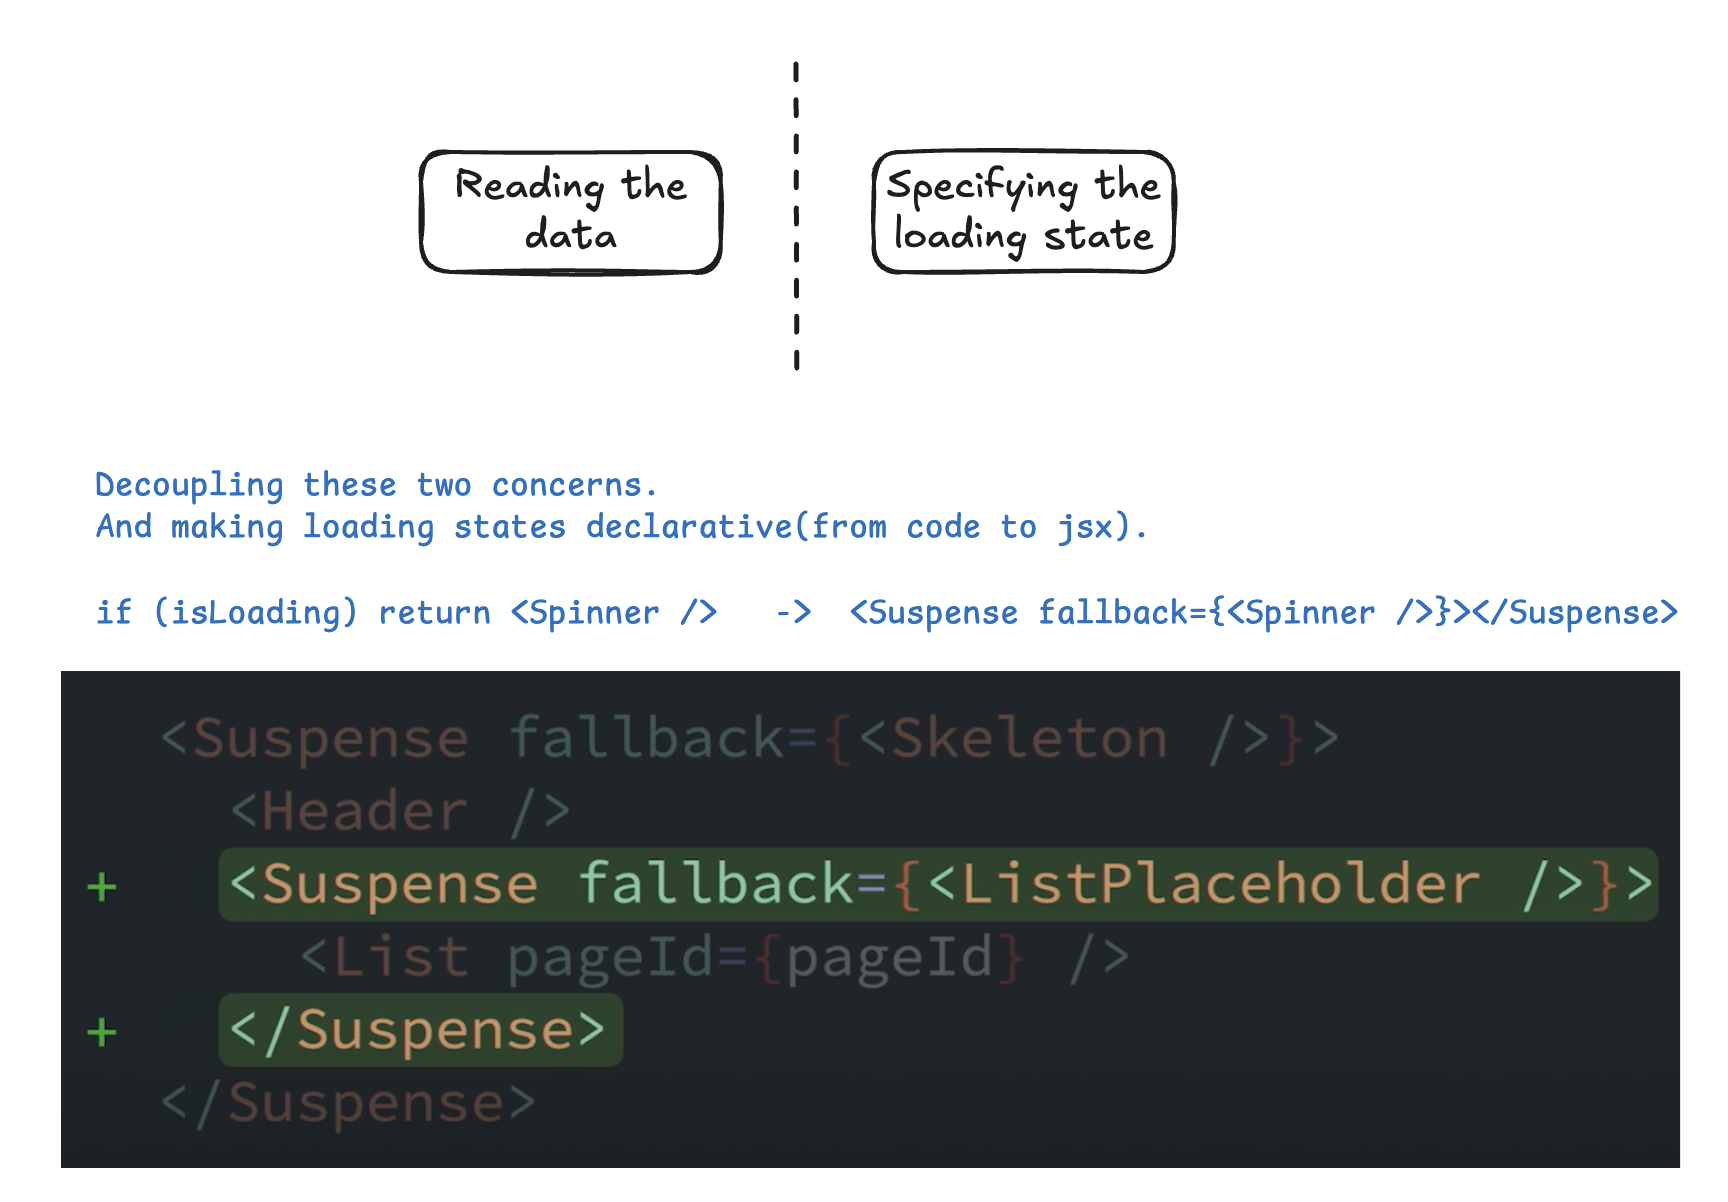 Reading the
data
Specifying the
loading state
Decoupling these two concerns.
And making loading states declarative(from code to jsx).
if (isLoading) return <Spinner />   ->  <Suspense fallback={<Spinner />}></Suspense>
<Suspense fallback={<Skeleton />}>
<Header />
+ <Suspense fallback={<ListPlaceholder />}>
<List pageId={pageId} />
+ </Suspense>
</Suspense>